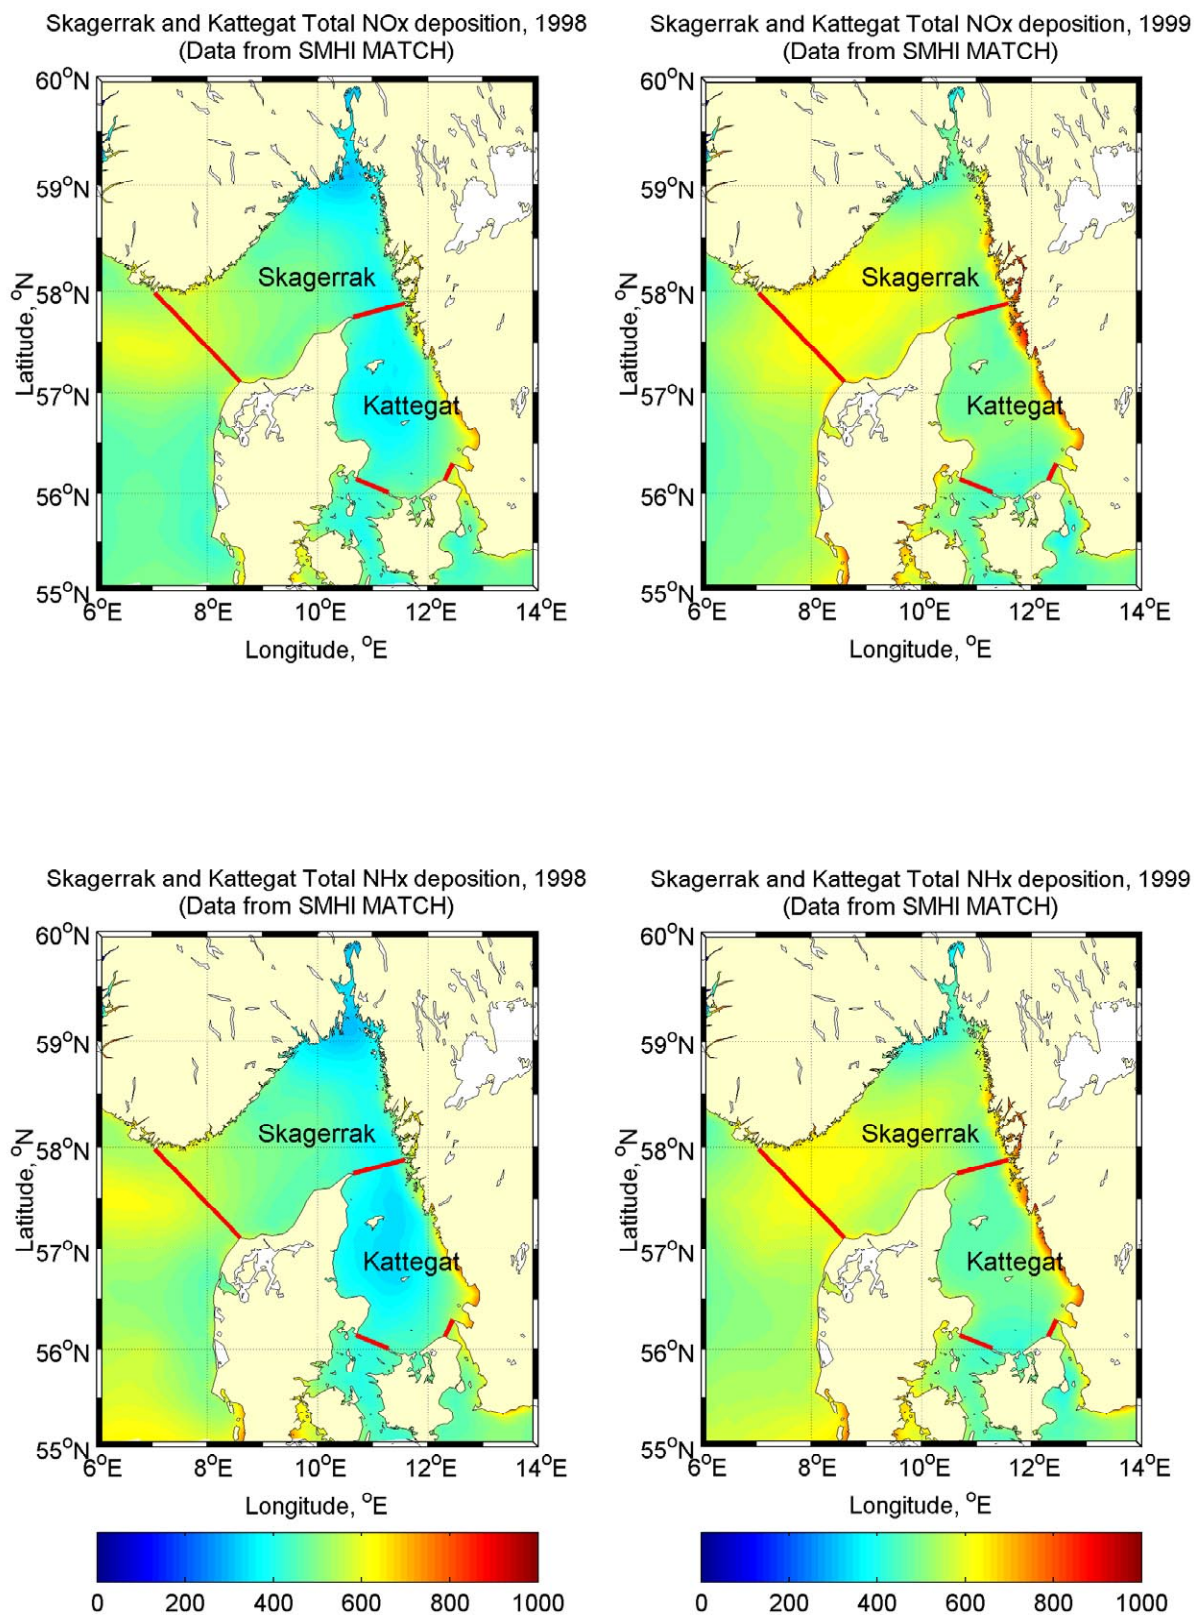 Skagerrak and Kattegat Total NOx deposition, 1998
(Data from SMHI MATCH)
60°N
59°N
58°N
57°N
56°N
55°N
Latitude, °N
Skagerrak
Kattegat
6°E
8°E
10°E
12°E
14°E
Longitude, °E
Skagerrak and Kattegat Total NOx deposition, 1999
(Data from SMHI MATCH)
60°N
59°N
58°N
57°N
56°N
55°N
Latitude, °N
Skagerrak
Kattegat
6°E
8°E
10°E
12°E
14°E
Longitude, °E
Skagerrak and Kattegat Total NHx deposition, 1998
(Data from SMHI MATCH)
60°N
59°N
58°N
57°N
56°N
55°N
Latitude, °N
Skagerrak
Kattegat
6°E
8°E
10°E
12°E
14°E
Longitude, °E
0 200 400 600 800 1000
Skagerrak and Kattegat Total NHx deposition, 1999
(Data from SMHI MATCH)
60°N
59°N
58°N
57°N
56°N
55°N
Latitude, °N
Skagerrak
Kattegat
6°E
8°E
10°E
12°E
14°E
Longitude, °E
0 200 400 600 800 1000